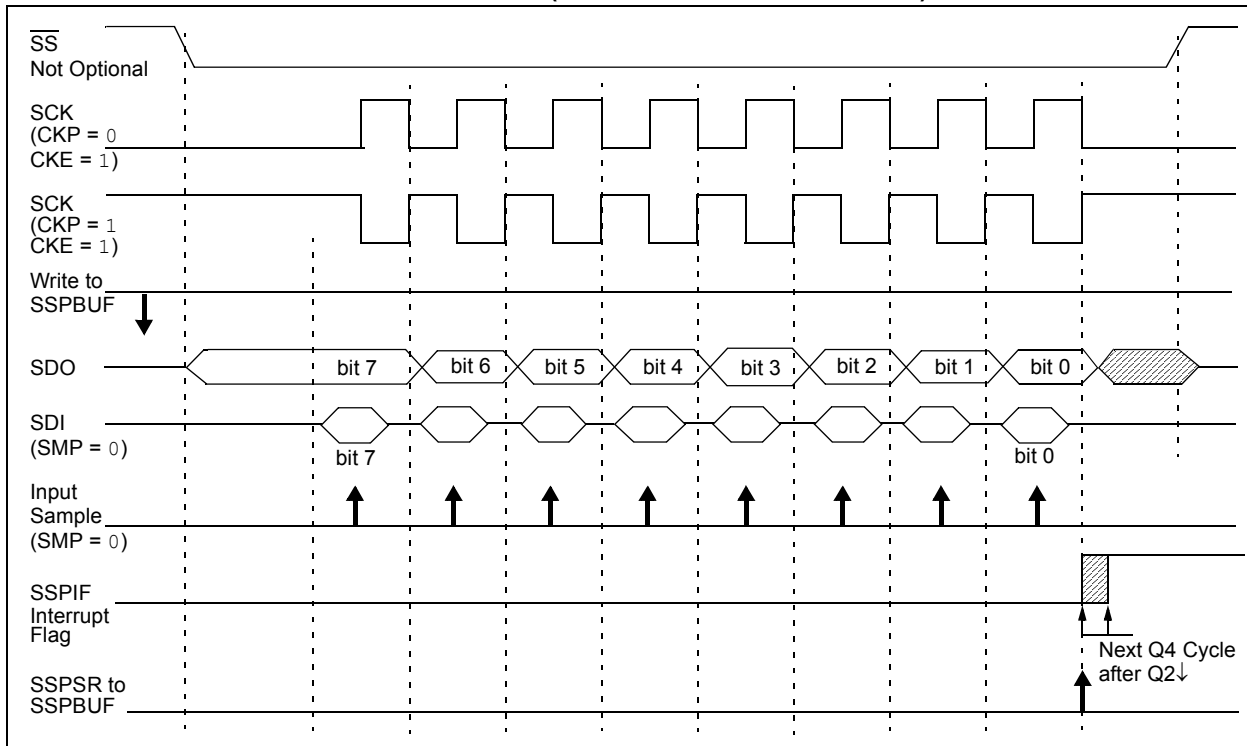 SS
Not Optional
SCK
(CKP = 0
CKE = 1)
SCK
(CKP = 1
CKE = 1)
Write to
SSPBUF
SDO bit 7 bit 6 bit 5 bit 4 bit 3 bit 2 bit 1 bit 0
SDI
(SMP = 0)
bit 7 bit 0
Input
Sample
(SMP = 0)
SSPIF
Interrupt
Flag
Next Q4 Cycle
after Q2↓
SSPSR to
SSPBUF